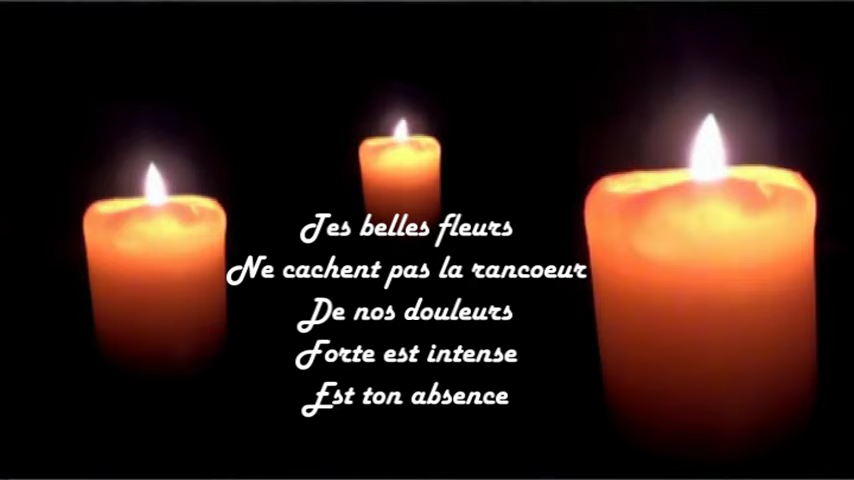 Tes belles fleurs
Ne cachent pas la rancoeur
De nos douleurs
Forte est intense
Est ton absence